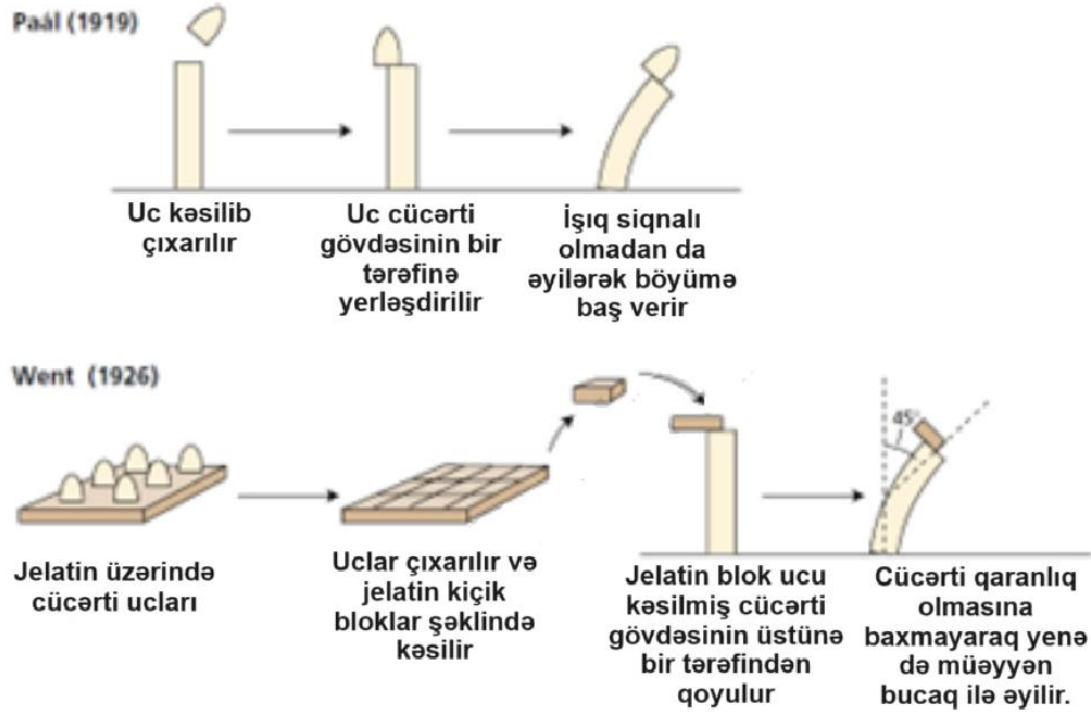 Paál (1919)
Uc kəsilib
çıxarılır
Uc cücərti
gövdəsinin bir
tərəfinə
yerləşdirilir
İşıq siqnalı
olmadan da
əyilərək böyümə
baş verir
Went (1926)
45°
Jelatin üzərində
cücərti ucları
Uclar çıxarılır və
jelatin kiçik
bloklar şəklində
kəsilir
Jelatin blok ucu
kəsilmiş cücərti
gövdəsinin üstünə
bir tərəfindən
qoyulur
Cücərti qaranlıq
olmasına
baxmayaraq yenə
də müəyyən
bucaq ilə əyilir.